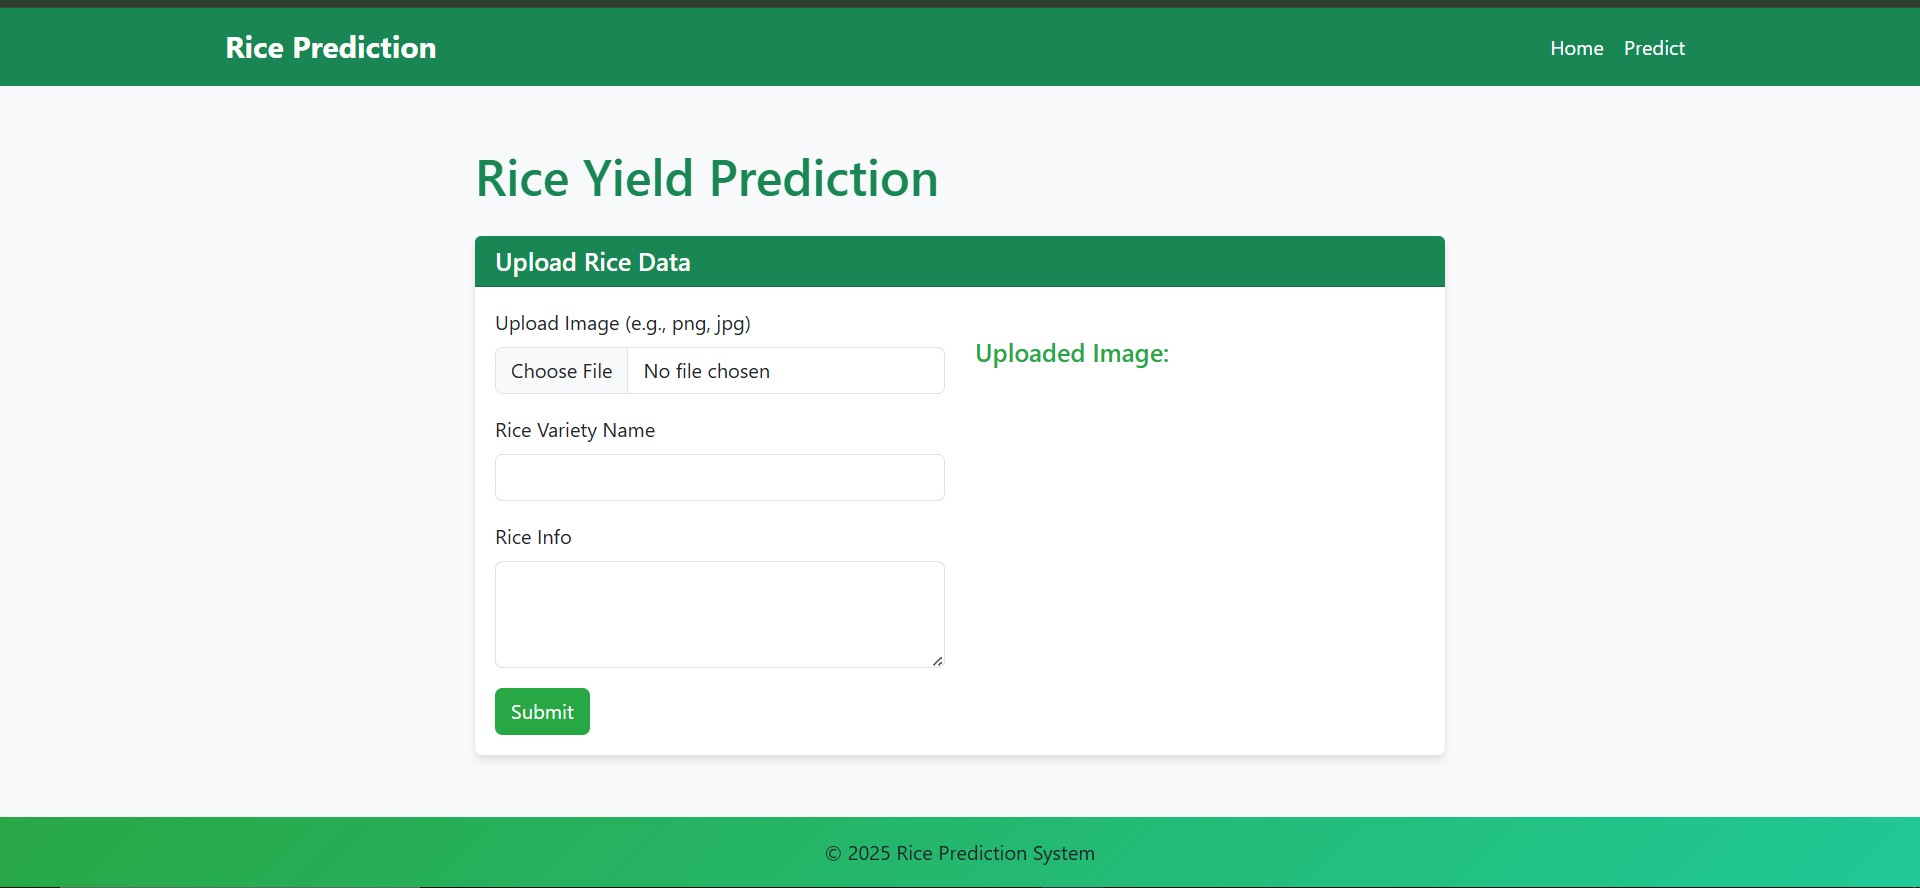 Rice Prediction
Home Predict
Rice Yield Prediction
Upload Rice Data
Upload Image (e.g., png, jpg)
Choose File No file chosen
Uploaded Image:
Rice Variety Name
Rice Info
Submit
© 2025 Rice Prediction System